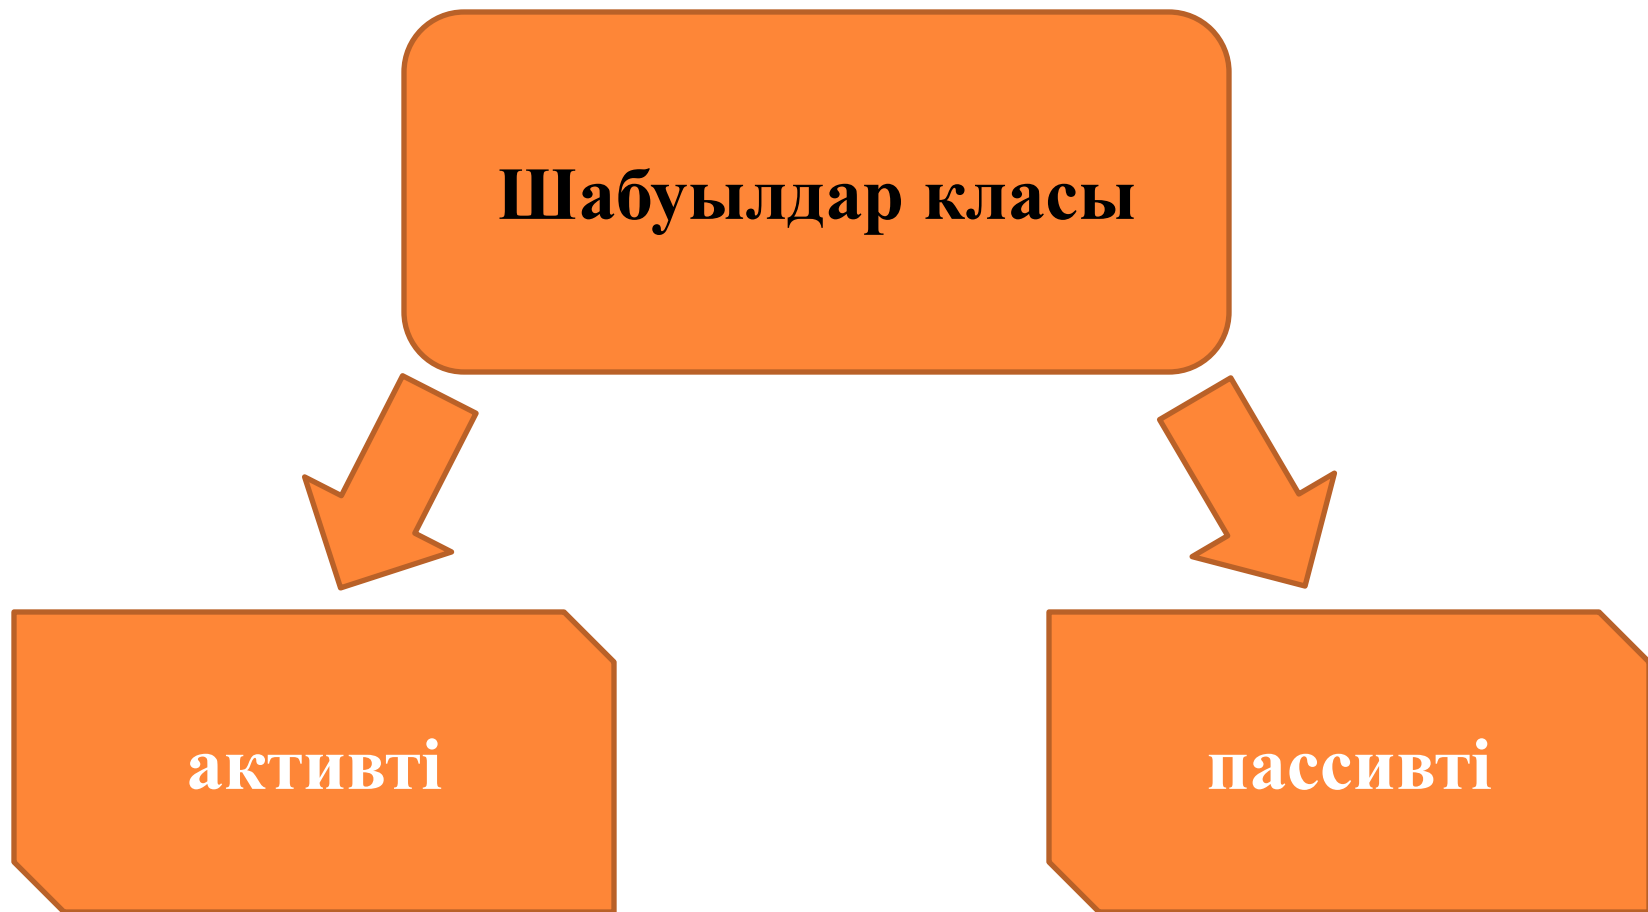 Шабуылдар класы
активті
пассивті